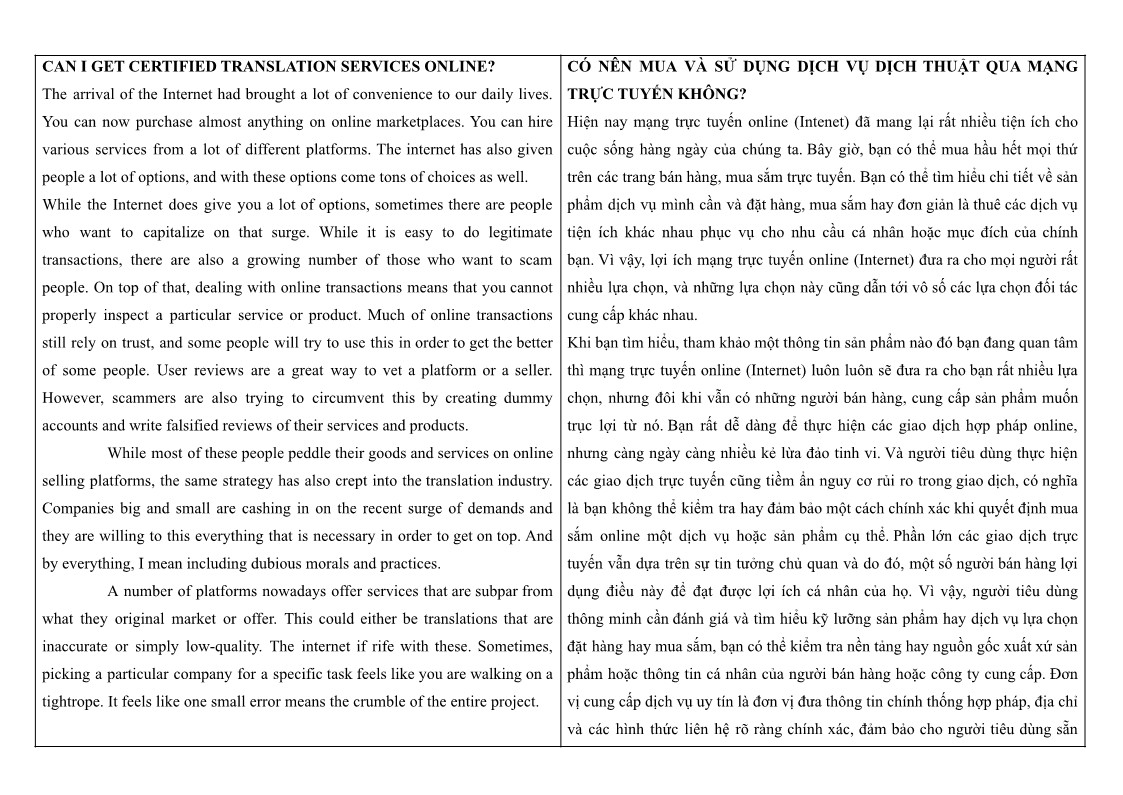 CAN I GET CERTIFIED TRANSLATION SERVICES ONLINE?
The arrival of the Internet had brought a lot of convenience to our daily lives.
You can now purchase almost anything on online marketplaces. You can hire
various services from a lot of different platforms. The internet has also given
people a lot of options, and with these options come tons of choices as well.
While the Internet does give you a lot of options, sometimes there are people
who want to capitalize on that surge. While it is easy to do legitimate
transactions, there are also a growing number of those who want to scam
people. On top of that, dealing with online transactions means that you cannot
properly inspect a particular service or product. Much of online transactions
still rely on trust, and some people will try to use this in order to get the better
of some people. User reviews are a great way to vet a platform or a seller.
However, scammers are also trying to circumvent this by creating dummy
accounts and write falsified reviews of their services and products.
While most of these people peddle their goods and services on online
selling platforms, the same strategy has also crept into the translation industry.
Companies big and small are cashing in on the recent surge of demands and
they are willing to this everything that is necessary in order to get on top. And
by everything, I mean including dubious morals and practices.
A number of platforms nowadays offer services that are subpar from
what they original market or offer. This could either be translations that are
inaccurate or simply low-quality. The internet if rife with these. Sometimes,
picking a particular company for a specific task feels like you are walking on a
tightrope. It feels like one small error means the crumble of the entire project.
CÓ NÊN MUA VÀ SỬ DỤNG DỊCH VỤ DỊCH THUẬT QUA MẠNG
TRỰC TUYẾN KHÔNG?
Hiện nay mạng trực tuyến online (Intenet) đã mang lại rất nhiều tiện ích cho
cuộc sống hàng ngày của chúng ta. Bây giờ, bạn có thể mua hầu hết mọi thứ
trên các trang bán hàng, mua sắm trực tuyến. Bạn có thể tìm hiểu chi tiết về sản
phẩm dịch vụ mình cần và đặt hàng, mua sắm hay đơn giản là thuê các dịch vụ
tiện ích khác nhau phục vụ cho nhu cầu cá nhân hoặc mục đích của chính
bạn. Vì vậy, lợi ích mạng trực tuyến online (Internet) đưa ra cho mọi người rất
nhiều lựa chọn, và những lựa chọn này cũng dẫn tới vô số các lựa chọn đối tác
cung cấp khác nhau.
Khi bạn tìm hiểu, tham khảo một thông tin sản phẩm nào đó bạn đang quan tâm
thì mạng trực tuyến online (Internet) luôn luôn sẽ đưa ra cho bạn rất nhiều lựa
chọn, nhưng đôi khi vẫn có những người bán hàng, cung cấp sản phẩm muốn
trục lợi từ nó. Bạn rất dễ dàng để thực hiện các giao dịch hợp pháp online,
nhưng càng ngày càng nhiều kẻ lừa đảo tinh vi. Và người tiêu dùng thực hiện
các giao dịch trực tuyến cũng tiềm ẩn nguy cơ rủi ro trong giao dịch, có nghĩa
là bạn không thể kiểm tra hay đảm bảo một cách chính xác khi quyết định mua
sắm online một dịch vụ hoặc sản phẩm cụ thể. Phần lớn các giao dịch trực
tuyến vẫn dựa trên sự tin tưởng chủ quan và do đó, một số người bán hàng lợi
dụng điều này để đạt được lợi ích cá nhân của họ. Vì vậy, người tiêu dùng
thông minh cần đánh giá và tìm hiểu kỹ lưỡng sản phẩm hay dịch vụ lựa chọn
đặt hàng hay mua sắm, bạn có thể kiểm tra nền tảng hay nguồn gốc xuất xứ sản
phẩm hoặc thông tin cá nhân của người bán hàng hoặc công ty cung cấp. Đơn
vị cung cấp dịch vụ uy tín là đơn vị đưa thông tin chính thống hợp pháp, địa chỉ
và các hình thức liên hệ rõ ràng chính xác, đảm bảo cho người tiêu dùng sẵn